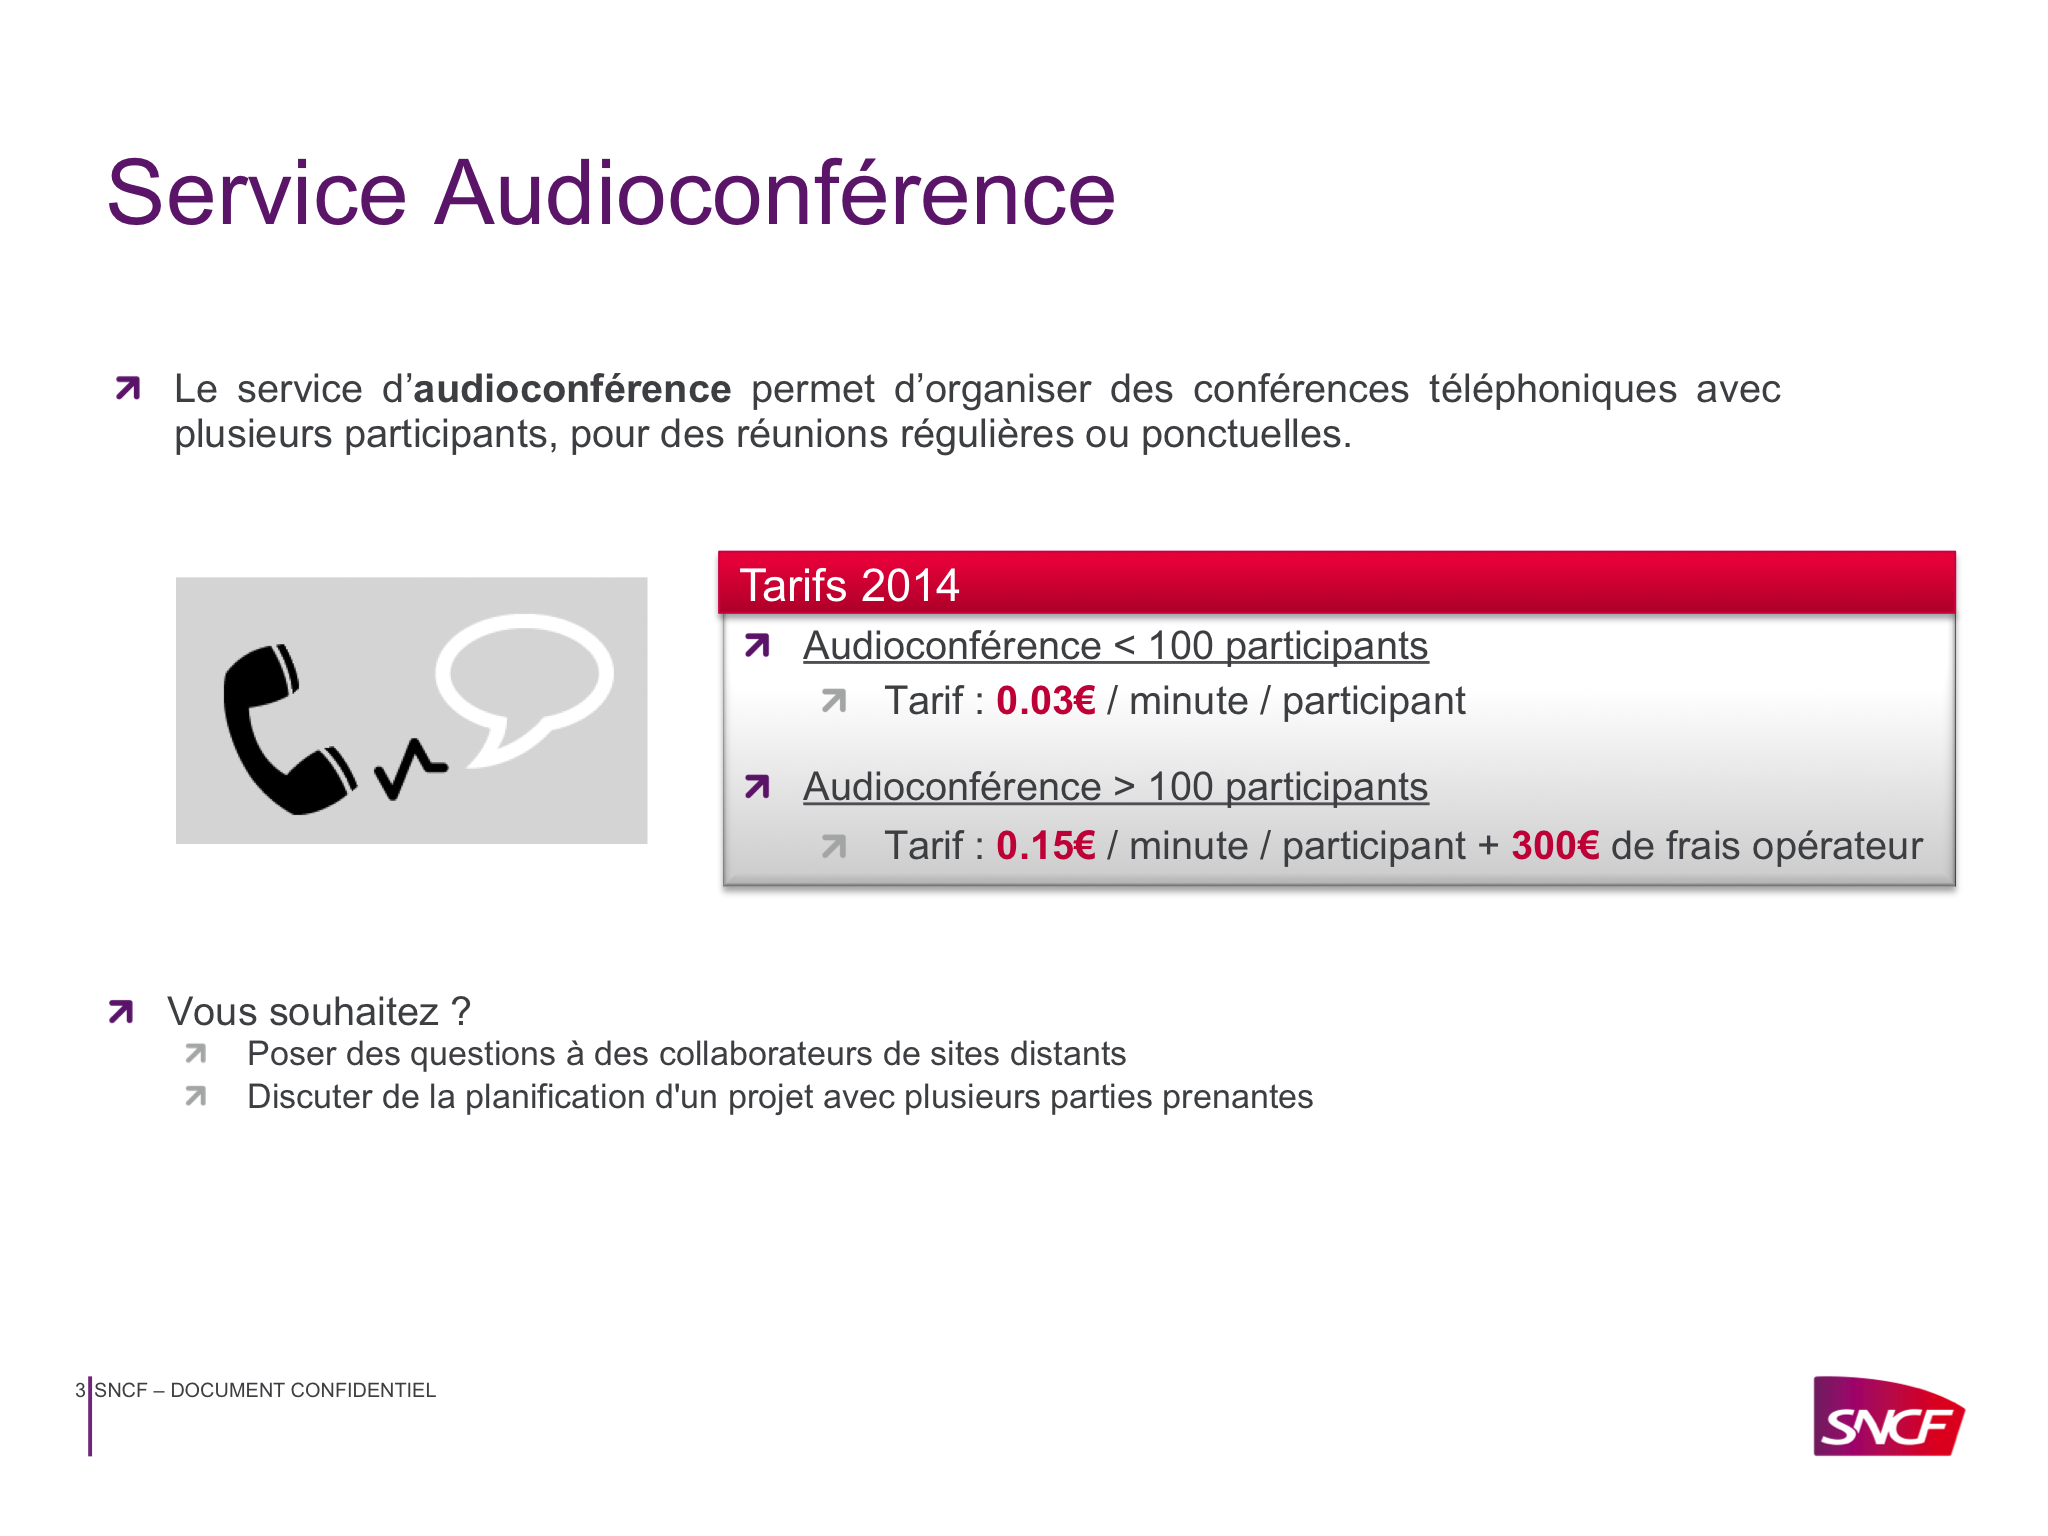 Service Audioconférence
Le service d’audioconférence permet d’organiser des conférences téléphoniques avec
plusieurs participants, pour des réunions régulières ou ponctuelles.
Tarifs 2014
Audioconférence < 100 participants
Tarif : 0.03€ / minute / participant
Audioconférence > 100 participants
Tarif : 0.15€ / minute / participant + 300€ de frais opérateur
Vous souhaitez ?
Poser des questions à des collaborateurs de sites distants
Discuter de la planification d'un projet avec plusieurs parties prenantes
3 SNCF – DOCUMENT CONFIDENTIEL
SNCF